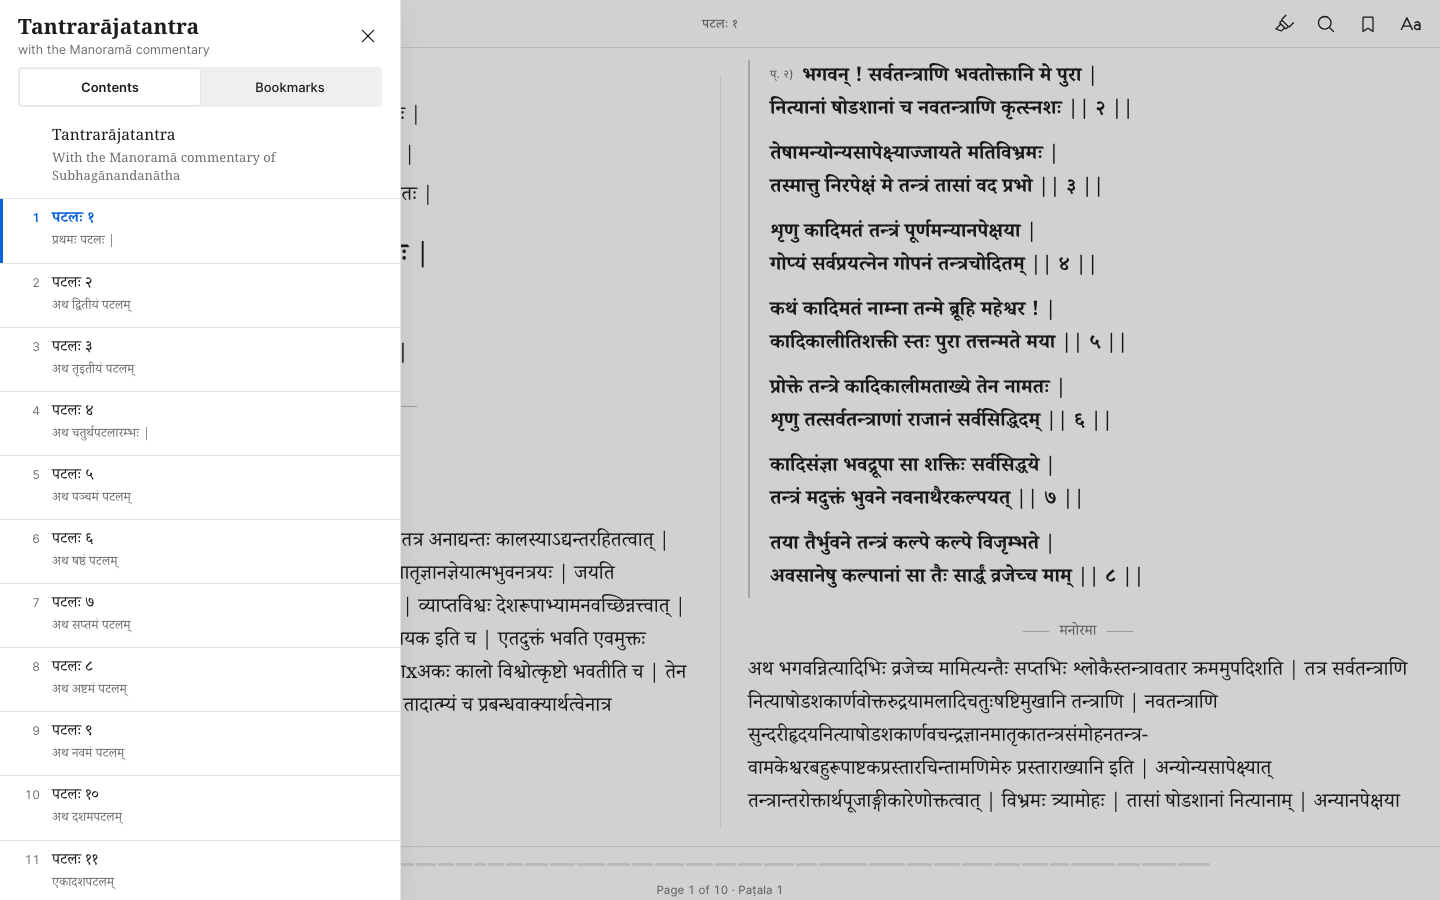 Tantrarājatantra
with the Manoramā commentary
Contents
Bookmarks
Tantrarājatantra
With the Manoramā commentary of
Subhagānandanātha
1 पटलः १
प्रथमः पटलः |
2 पटलः २
अथ द्वितीयं पटलम्
3 पटलः ३
अथ तृइतीयं पटलम्
4 पटलः ४
अथ चतुर्थपटलारम्भः |
5 पटलः ५
अथ पञ्चमं पटलम्
6 पटलः ६
अथ षष्ठं पटलम्
7 पटलः ७
अथ सप्तमं पटलम्
8 पटलः ८
अथ अष्टमं पटलम्
9 पटलः ९
अथ नवमं पटलम्
10 पटलः १०
अथ दशमपटलम्
11 पटलः ११
एकादशपटलम्
पटलः १
Aa
|
|
तः |
|
|
तत्र अनाद्यन्तः कालस्याऽद्यन्तरहितत्वात् |
तृज्ञानज्ञेयात्मभुवनत्रयः | जयति
| व्याप्तविश्वः देशरूपाभ्यामनवच्छिन्नत्त्वात् |
यक इति च | एतदुक्तं भवति एवमुक्तः
xअकः कालो विश्वोत्कृष्टो भवतीति च | तेन
तादात्म्यं च प्रबन्धवाक्यार्थत्वेनात्र
प्. २) भगवन् ! सर्वतन्त्राणि भवतोक्तानि मे पुरा |
नित्यानां षोडशानां च नवतन्त्राणि कृत्स्नशः || २ ||
तेषामन्योन्यसापेक्ष्याज्जायते मतिविभ्रमः |
तस्मात्तु निरपेक्षं मे तन्त्रं तासां वद प्रभो || ३ ||
शृणु कादिमतं तन्त्रं पूर्णमन्यानपेक्षया |
गोप्यं सर्वप्रयत्नेन गोपनं तन्त्रचोदितम् || ४ ||
कथं कादिमतं नाम्ना तन्मे ब्रूहि महेश्वर ! |
कादिकालीतिशक्ती स्तः पुरा तत्तन्मते मया || ५ ||
प्रोक्ते तन्त्रे कादिकालीमताख्ये तेन नामतः |
शृणु तत्सर्वतन्त्राणां राजानं सर्वसिद्धिदम् || ६ ||
कादिसंज्ञा भवद्रूपा सा शक्तिः सर्वसिद्धये |
तन्त्रं मदुक्तं भुवने नवनाथैरकल्पयत् || ७ ||
तया तैर्भुवने तन्त्रं कल्पे कल्पे विजृम्भते |
अवसानेषु कल्पानां सा तैः सार्द्धं व्रजेच्च माम् || ८ ||
मनोरमा
अथ भगवन्नित्यादिभिः व्रजेच्च मामित्यन्तैः सप्तभिः श्लोकैस्तन्त्रावतार क्रममुपदिशति | तत्र सर्वतन्त्राणि
नित्याषोडशकार्णवोक्तरुद्रयामलादिचतुःषष्टिमुखानि तन्त्राणि | नवतन्त्राणि
सुन्दरीहृदयनित्याषोडशकार्णवचन्द्रज्ञानमातृकातन्त्रसंमोहनतन्त्र-
वामकेश्वरबहुरूपाष्टकप्रस्तारचिन्तामणिमेरु प्रस्ताराख्यानि इति | अन्योन्यसापेक्ष्यात्
तन्त्रान्तरोक्तार्थपूजाङ्गीकारेणोक्तत्वात् | विभ्रमः त्र्यामोहः | तासां षोडशानां नित्यानाम् | अन्यानपेक्षया
Page 1 of 10 · Paṭala 1